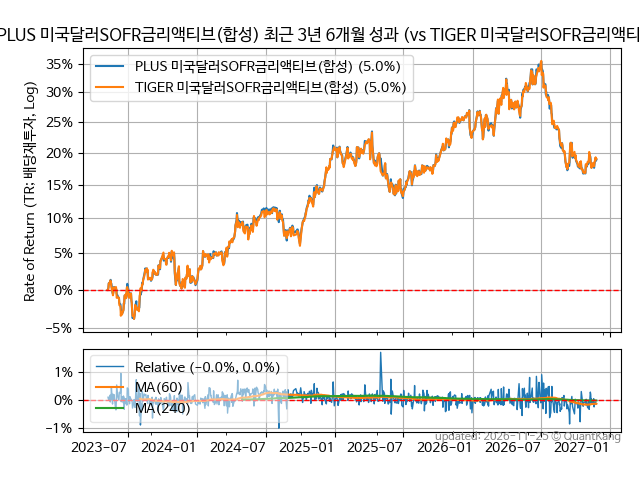 PLUS 미국달러SOFR금리액티브(합성) 최근 3년 6개월 성과 (vs TIGER 미국달러SOFR금리액티
Rate of Return (TR: 배당재투자, Log)
35%
30%
25%
20%
15%
10%
5%
0%
−5%
PLUS 미국달러SOFR금리액티브(합성) (5.0%)
TIGER 미국달러SOFR금리액티브(합성) (5.0%)
1%
0%
−1%
Relative (−0.0%, 0.0%)
MA(60)
MA(240)
2023−07 2024−01 2024−07 2025−01 2025−07 2026−01 2026−07 2027−01
updated: 2026−11−25 © QuantKang